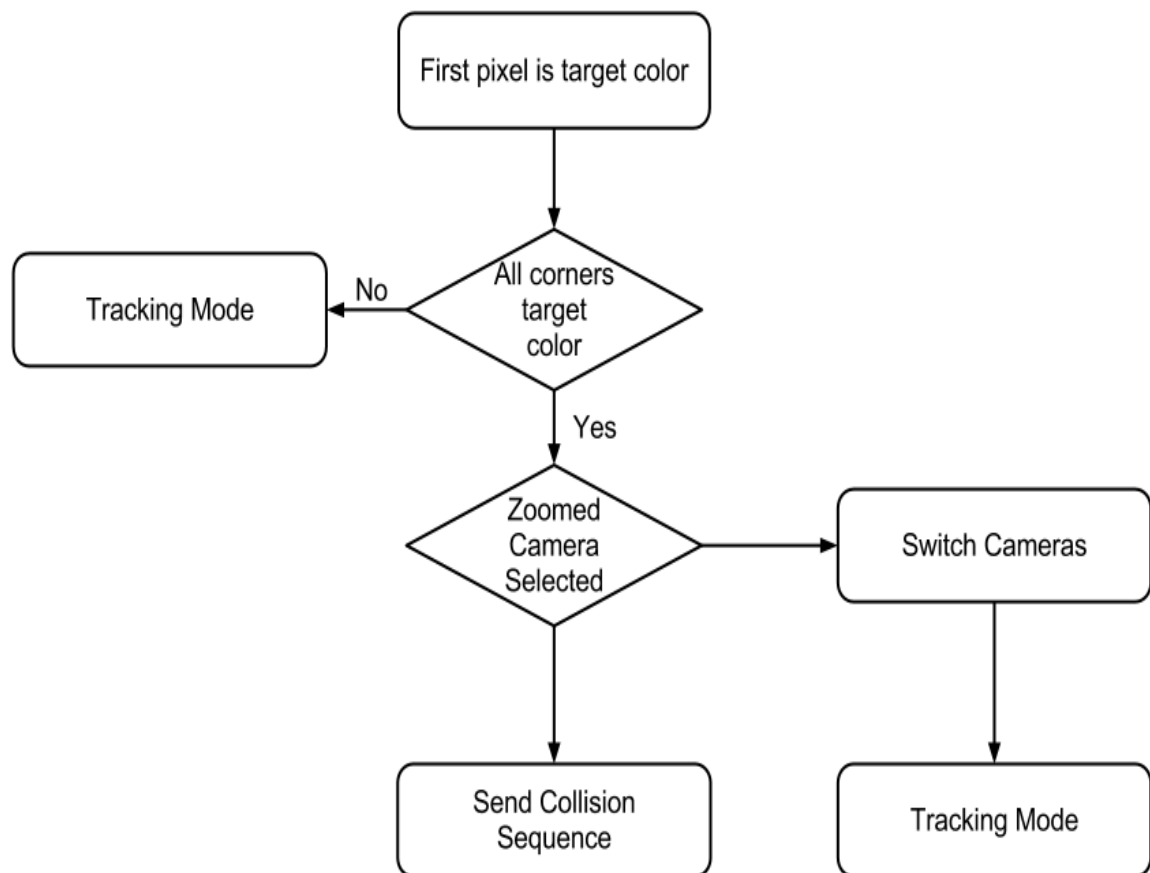 First pixel is target color
All corners
target
color
No
Tracking Mode
Yes
Zoomed
Camera
Selected
Switch Cameras
Send Collision
Sequence
Tracking Mode